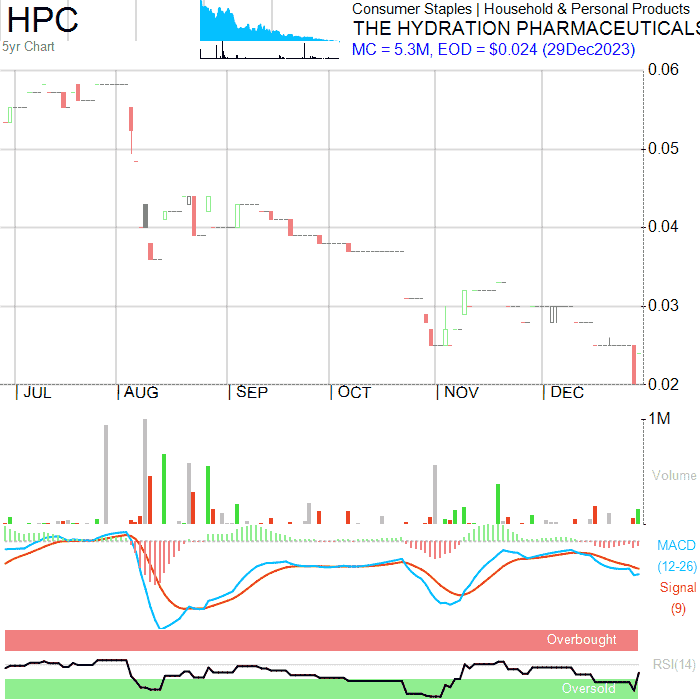 HPC
5yr Chart
Consumer Staples | Household & Personal Products
THE HYDRATION PHARMACEUTICALS
MC = 5.3M, EOD = $0.024 (29Dec2023)
0.06
0.05
0.04
0.03
0.02
JUL
AUG
SEP
OCT
NOV
DEC
1M
Volume
MACD
(12-26)
Signal
(9)
Overbought
RSI(14)
Oversold